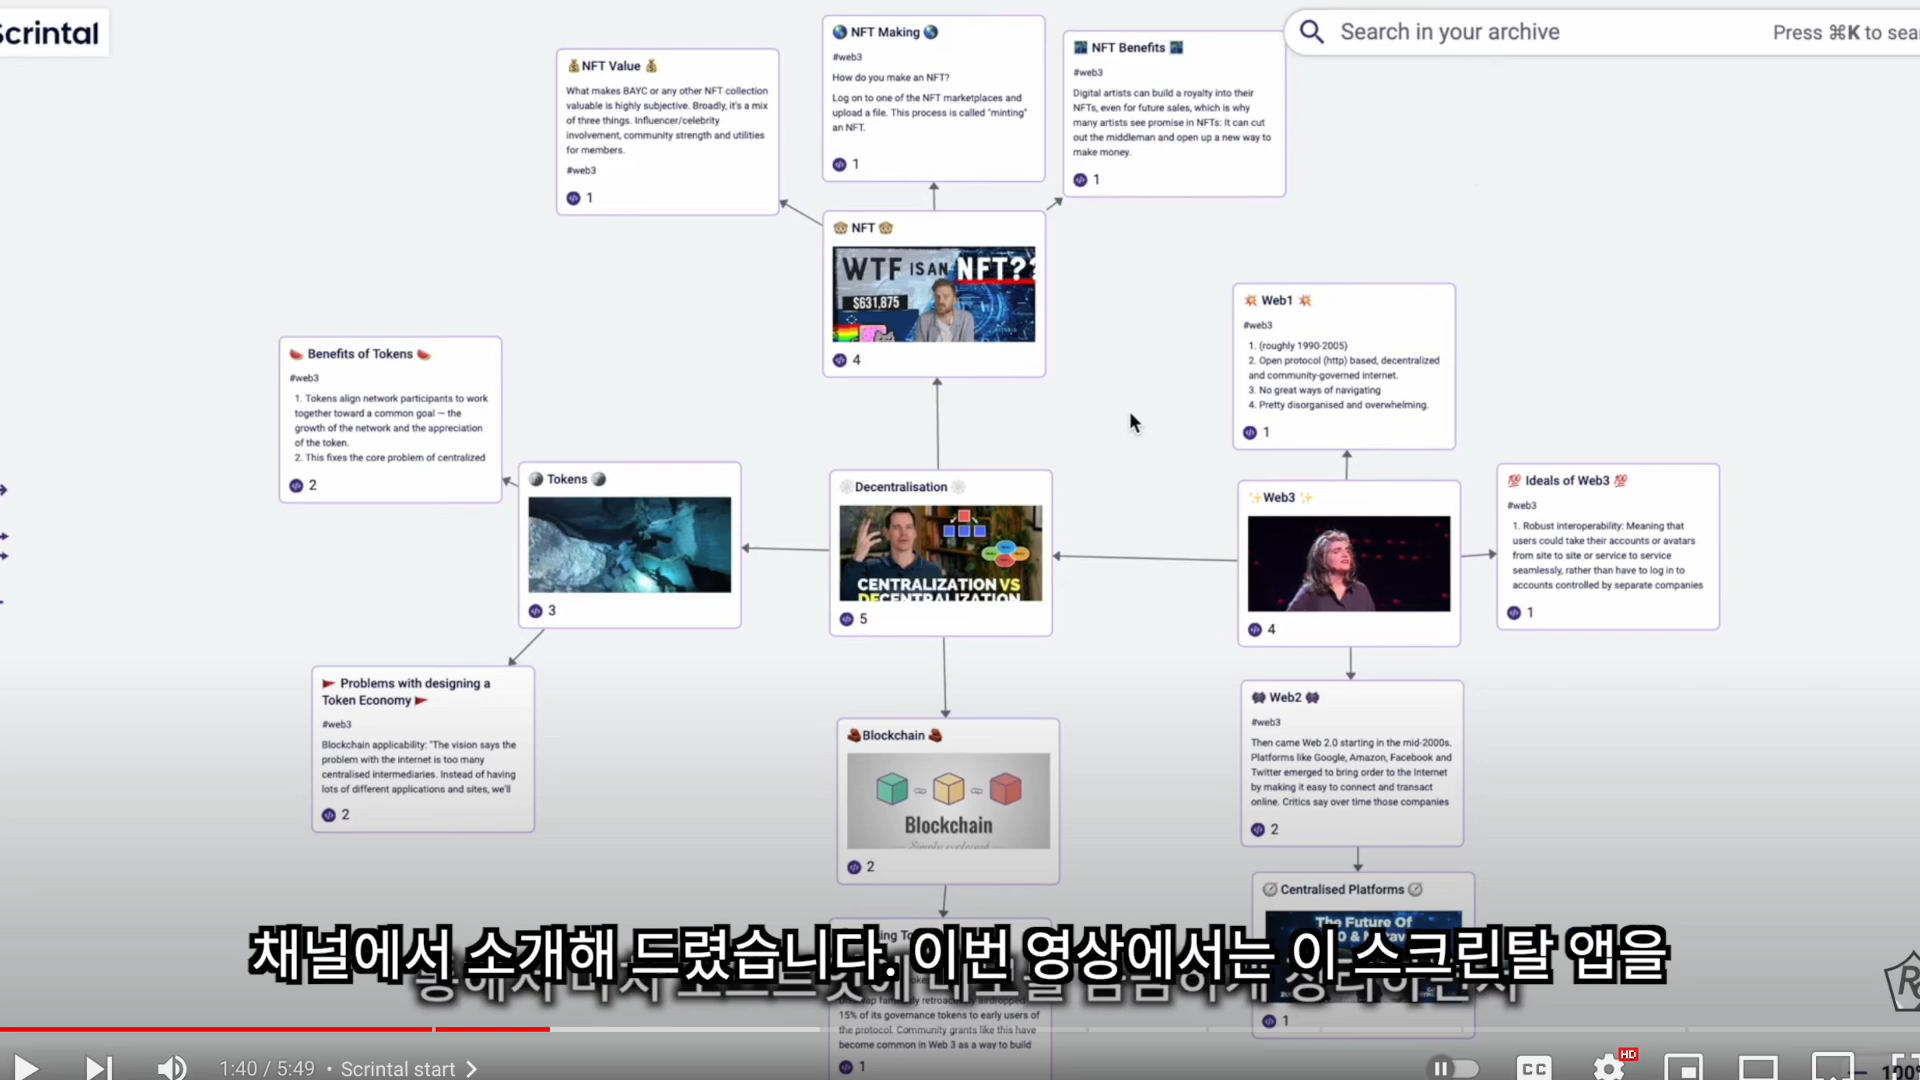 Scrintal
Search in your archive
Press ⌘K to sear
NFT Value
What makes BAYC or any other NFT collection
valuable is highly subjective. Broadly, it's a mix
of three things. Influencer/celebrity
involvement, community strength and utilities
for members.
#web3
1
NFT Making
#web3
How do you make an NFT?
Log on to one of the NFT marketplaces and
upload a file. This process is called "minting"
an NFT.
1
NFT Benefits
#web3
Digital artists can build a royalty into their
NFTs, even for future sales, which is why
many artists see promise in NFTs: It can cut
out the middleman and open up a new way to
make money.
1
NFT
WTF IS AN NFT??
$631,875
4
Web1
#web3
1. (roughly 1990-2005)
2. Open protocol (http) based, decentralized
and community-governed internet.
3. No great ways of navigating
4. Pretty disorganised and overwhelming.
1
Benefits of Tokens
#web3
1. Tokens align network participants to work
together toward a common goal — the
growth of the network and the appreciation
of the token.
2. This fixes the core problem of centralized
2
Tokens
3
Decentralisation
CENTRALIZATION VS
DECENTRALIZATION
5
Web3
4
Ideals of Web3
#web3
1. Robust interoperability: Meaning that
users could take their accounts or avatars
from site to site or service to service
seamlessly, rather than have to log in to
accounts controlled by separate companies
1
Problems with designing a
Token Economy
#web3
Blockchain applicability: "The vision says the
problem with the internet is too many
centralised intermediaries. Instead of having
lots of different applications and sites, we'll
2
Blockchain
Blockchain
Simply explained
2
Web2
#web3
Then came Web 2.0 starting in the mid-2000s.
Platforms like Google, Amazon, Facebook and
Twitter emerged to bring order to the Internet
by making it easy to connect and transact
online. Critics say over time those companies
2
Centralised Platforms
The Future Of
1
채널에서 소개해 드렸습니다. 이번 영상에서는 이 스크린탈 앱을
15% of its governance tokens to early users of
the protocol. Community grants like this have
become common in Web 3 as a way to build
1
1:40 / 5:49 • Scrintal start
CC
HD
100%